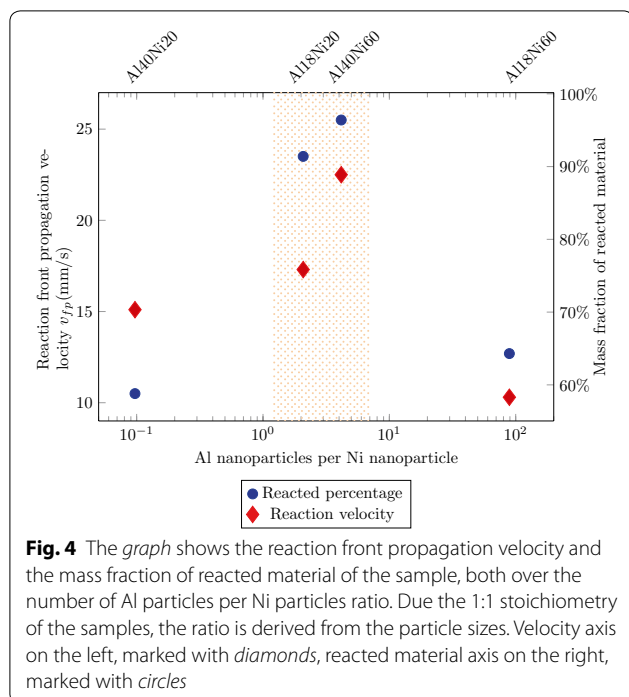 Al40Ni20 Al18Ni20 Al40Ni60 Al18Ni60
Reaction front propagation ve-
locity v_fp(mm/s)
25
20
15
10
100%
90%
80%
70%
60%
Mass fraction of reacted material
10^−1 10^0 10^1 10^2
Al nanoparticles per Ni nanoparticle
Reacted percentage
Reaction velocity
Fig. 4 The graph shows the reaction front propagation velocity and
the mass fraction of reacted material of the sample, both over the
number of Al particles per Ni particles ratio. Due the 1:1 stoichiometry
of the samples, the ratio is derived from the particle sizes. Velocity axis
on the left, marked with diamonds, reacted material axis on the right,
marked with circles